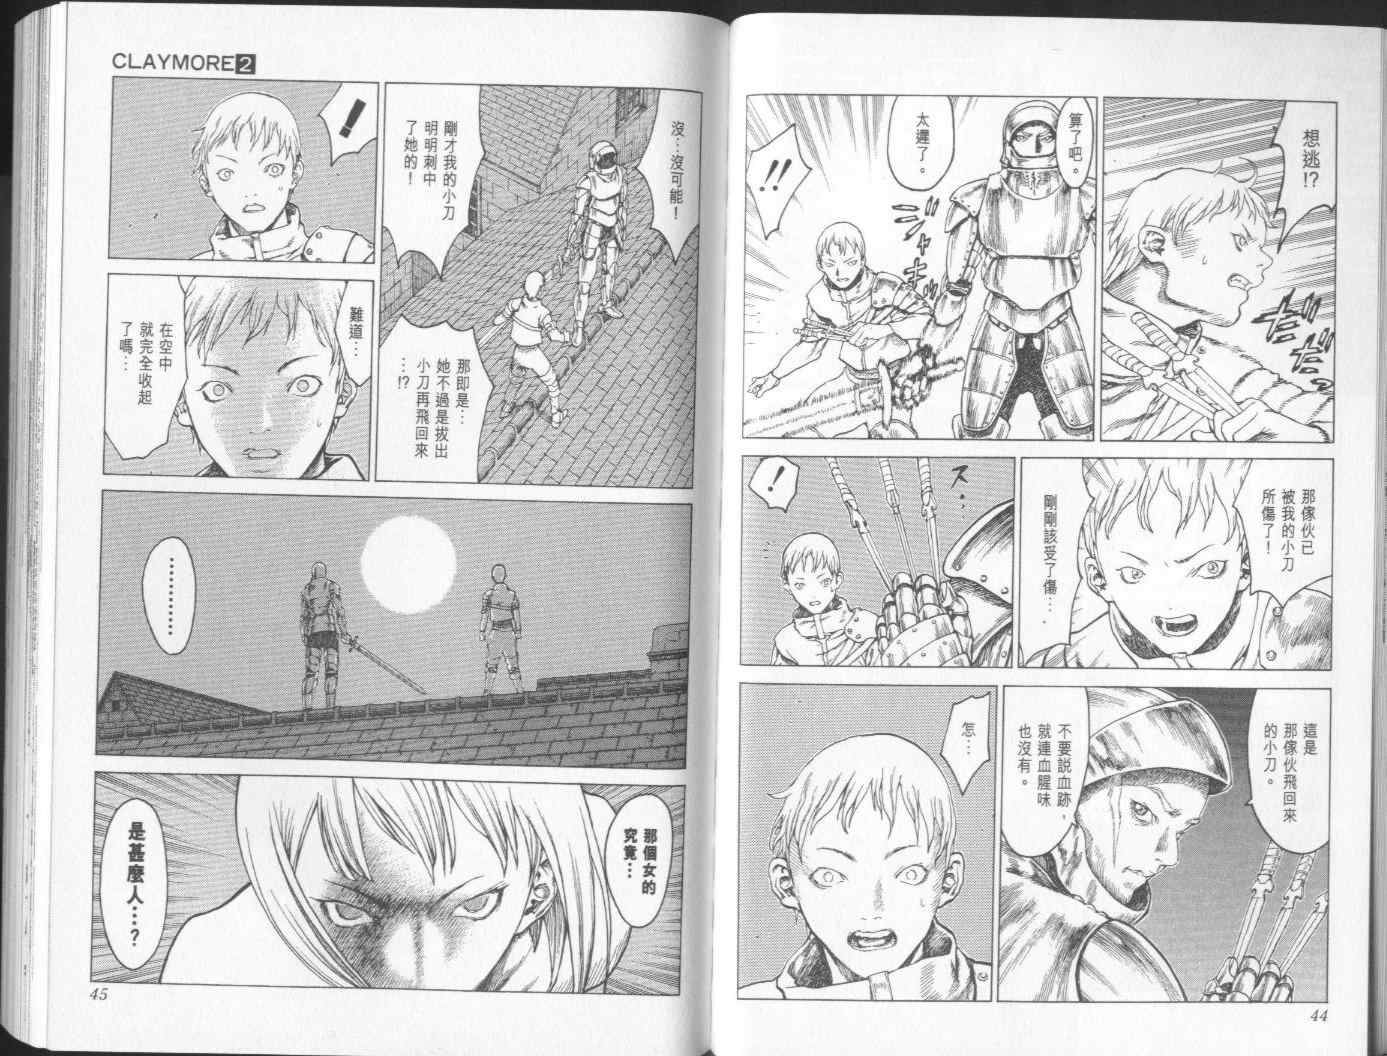 想逃!?
ギギッ
算了吧。
太遲了。
!!
那傢伙已
被我的小刀
所傷了!
剛剛該受了傷…
ス…
!
這是
那傢伙飛回來
的小刀。
不要說血跡，
就連血腥味
也沒有。
怎…
44
CLAYMORE2
沒…沒可能!
剛才我的小刀
明明刺中
了她的!
那即是…
她不過是拔出
小刀再飛回來
…!?
!
難道…
在空中
就完全收起
了嗎…
…………
那個女的
究竟…
是甚麼人…?
45